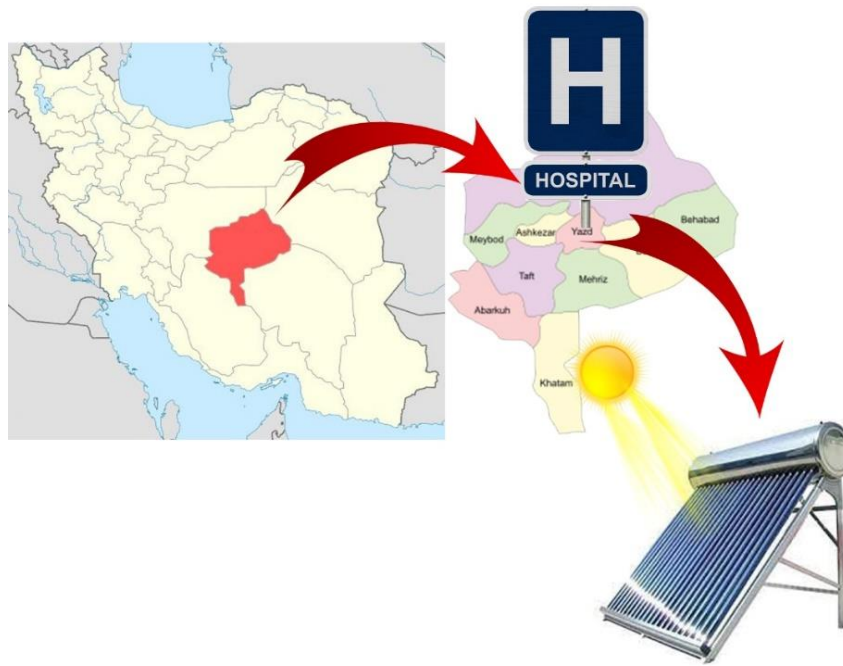 H
HOSPITAL
Behabad
Meybod
Ashkezar
Yazd
Taft
Mehriz
Abarkuh
Khatam